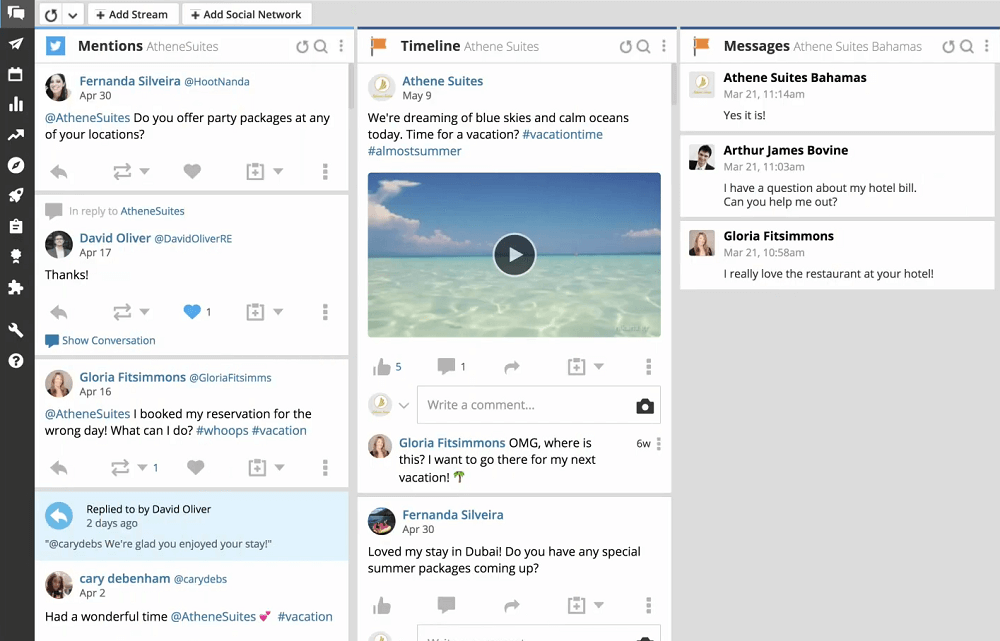 Add Stream
Add Social Network
Mentions AtheneSuites
Fernanda Silveira @HootNanda
Apr 30
@AtheneSuites Do you offer party packages at any
of your locations?
In reply to AtheneSuites
David Oliver @DavidOliverRE
Apr 17
Thanks!
1
Show Conversation
Gloria Fitsimmons @GloriaFitsimms
Apr 16
@AtheneSuites I booked my reservation for the
wrong day! What can I do? #whoops #vacation
1
Replied to by David Oliver
2 days ago
"@carydebs We're glad you enjoyed your stay!"
cary debenham @carydebs
Apr 2
Had a wonderful time @AtheneSuites 💕 #vacation
Timeline Athene Suites
Athene Suites
May 9
We're dreaming of blue skies and calm oceans
today. Time for a vacation? #vacationtime
#almostsummer
5
1
Write a comment...
Gloria Fitsimmons OMG, where is
6w
this? I want to go there for my next
vacation! 🌴
Fernanda Silveira
Apr 30
Loved my stay in Dubai! Do you have any special
summer packages coming up?
Write a comment...
Messages Athene Suites Bahamas
Athene Suites Bahamas
Mar 21, 11:14am
Yes it is!
Arthur James Bovine
Mar 21, 11:03am
I have a question about my hotel bill.
Can you help me out?
Gloria Fitsimmons
Mar 21, 10:58am
I really love the restaurant at your hotel!